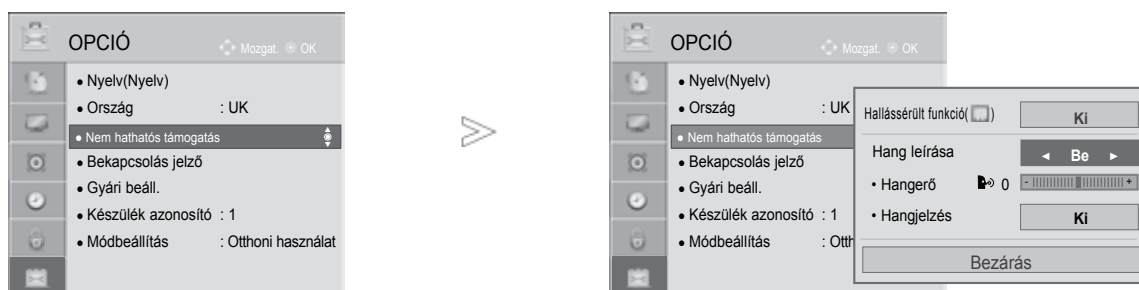 OPCIÓ Mozgat. OK
• Nyelv(Nyelv)
• Ország : UK
• Nem hathatós támogatás
• Bekapcsolás jelző
• Gyári beáll.
• Készülék azonosító : 1
• Módbeállítás : Otthoni használat
OPCIÓ Mozgat. OK
• Nyelv(Nyelv)
• Ország : UK
• Nem hathatós támogatás
• Bekapcsolás jelző
• Gyári beáll.
• Készülék azonosító : 1
• Módbeállítás : Otth
Hallássérült funkció( ) Ki
Hang leírása ◄ Be ►
• Hangerő 0 - +
• Hangjelzés Ki
Bezárás